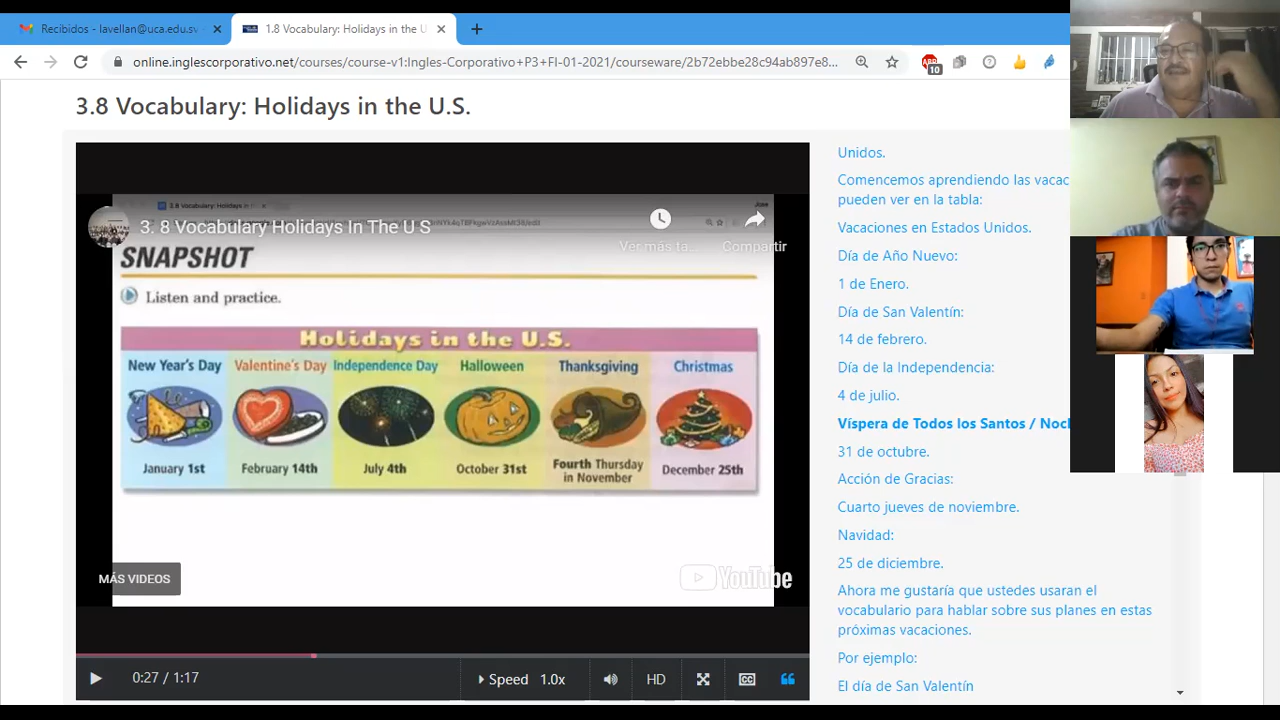 Recibidos - lavellan@uca.edu.sv
1.8 Vocabulary: Holidays in the U
online.inglescorporativo.net/courses/course-v1:Ingles-Corporativo+P3+FI-01-2021/courseware/2b72ebbe28c94ab897e8...
10
3.8 Vocabulary: Holidays in the U.S.
3.8 Vocabulary: Holidays In
3. 8 Vocabulary Holidays In The U S
Ver más ta...
Compartir
SNAPSHOT
Listen and practice.
Holidays in the U.S.
New Year's Day
Valentine's Day
Independence Day
Halloween
Thanksgiving
Christmas
January 1st
February 14th
July 4th
October 31st
Fourth Thursday
in November
December 25th
MÁS VIDEOS
YouTube
0:27 / 1:17
Speed 1.0x
HD
CC
Unidos.
Comencemos aprendiendo las vacac
pueden ver en la tabla:
Vacaciones en Estados Unidos.
Día de Año Nuevo:
1 de Enero.
Día de San Valentín:
14 de febrero.
Día de la Independencia:
4 de julio.
Víspera de Todos los Santos / Noch
31 de octubre.
Acción de Gracias:
Cuarto jueves de noviembre.
Navidad:
25 de diciembre.
Ahora me gustaría que ustedes usaran el
vocabulario para hablar sobre sus planes en estas
próximas vacaciones.
Por ejemplo:
El día de San Valentín